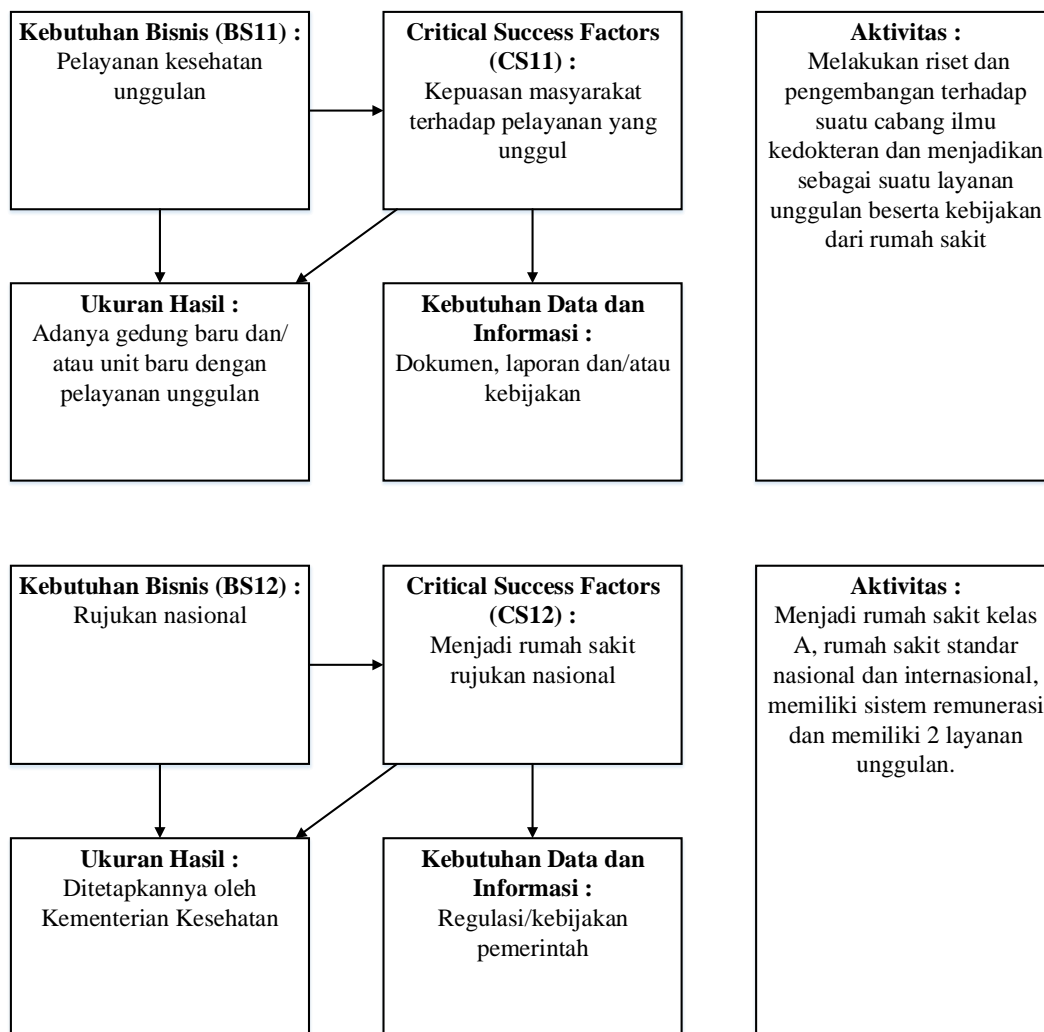 Kebutuhan Bisnis (BS11) :
Pelayanan kesehatan
unggulan
Critical Success Factors
(CS11) :
Kepuasan masyarakat
terhadap pelayanan yang
unggul
Aktivitas :
Melakukan riset dan
pengembangan terhadap
suatu cabang ilmu
kedokteran dan menjadikan
sebagai suatu layanan
unggulan beserta kebijakan
dari rumah sakit
Ukuran Hasil :
Adanya gedung baru dan/
atau unit baru dengan
pelayanan unggulan
Kebutuhan Data dan
Informasi :
Dokumen, laporan dan/atau
kebijakan
Kebutuhan Bisnis (BS12) :
Rujukan nasional
Critical Success Factors
(CS12) :
Menjadi rumah sakit
rujukan nasional
Aktivitas :
Menjadi rumah sakit kelas
A, rumah sakit standar
nasional dan internasional,
memiliki sistem remunerasi
dan memiliki 2 layanan
unggulan.
Ukuran Hasil :
Ditetapkannya oleh
Kementerian Kesehatan
Kebutuhan Data dan
Informasi :
Regulasi/kebijakan
pemerintah